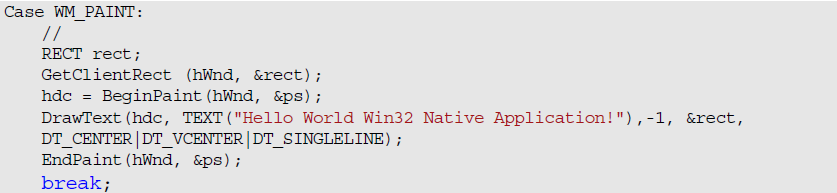 Case WM_PAINT:
//
RECT rect;
GetClientRect (hWnd, &rect);
hdc = BeginPaint(hWnd, &ps);
DrawText(hdc, TEXT("Hello World Win32 Native Application!"),-1, &rect,
DT_CENTER|DT_VCENTER|DT_SINGLELINE);
EndPaint(hWnd, &ps);
break;